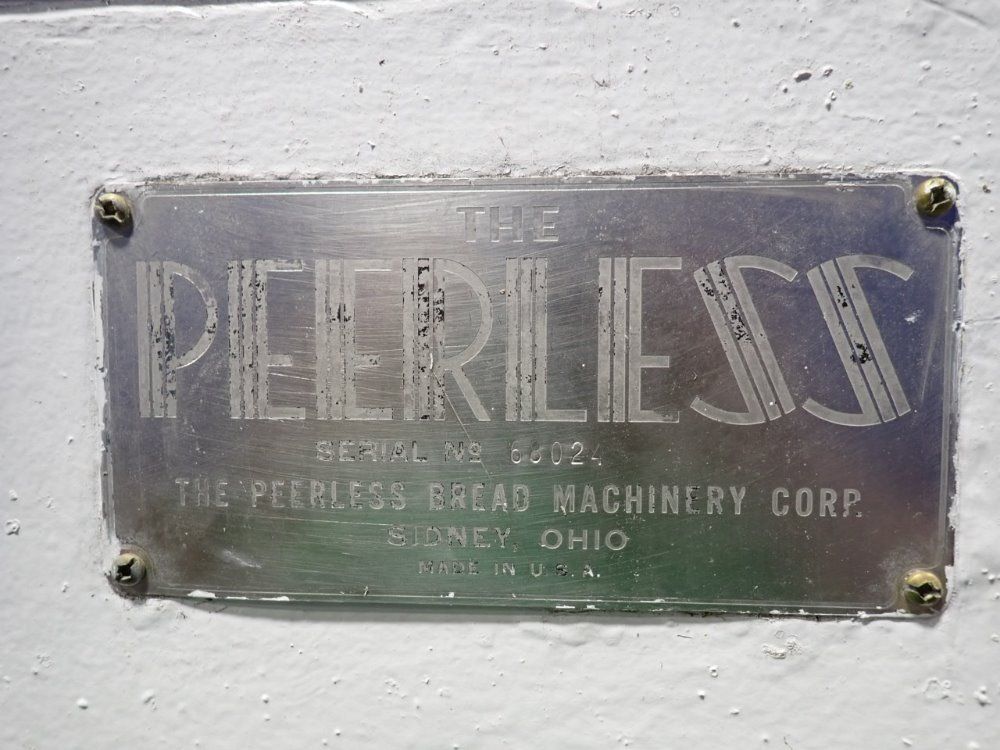 THE
PEERLESS
SERIAL Nº 68024
THE PEERLESS BREAD MACHINERY CORP.
SIDNEY, OHIO
MADE IN U.S.A.